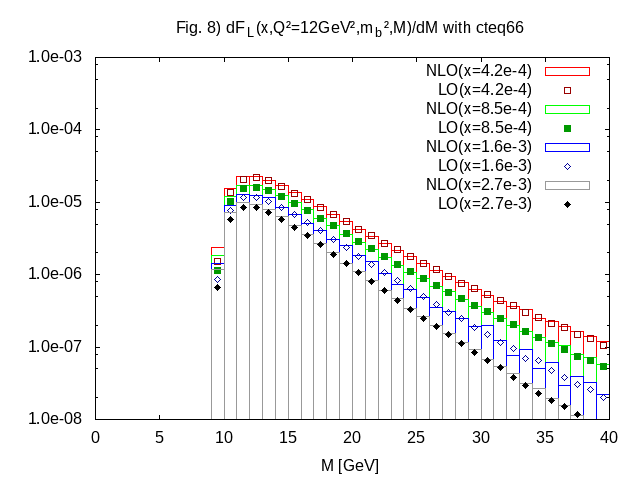 Fig. 8) dF_L(x,Q²=12GeV²,m_b²,M)/dM with cteq66
1.0e-03
NLO(x=4.2e-4)
LO(x=4.2e-4)
NLO(x=8.5e-4)
LO(x=8.5e-4)
NLO(x=1.6e-3)
LO(x=1.6e-3)
NLO(x=2.7e-3)
LO(x=2.7e-3)
1.0e-04
1.0e-05
1.0e-06
1.0e-07
1.0e-08
0 5 10 15 20 25 30 35 40
M [GeV]